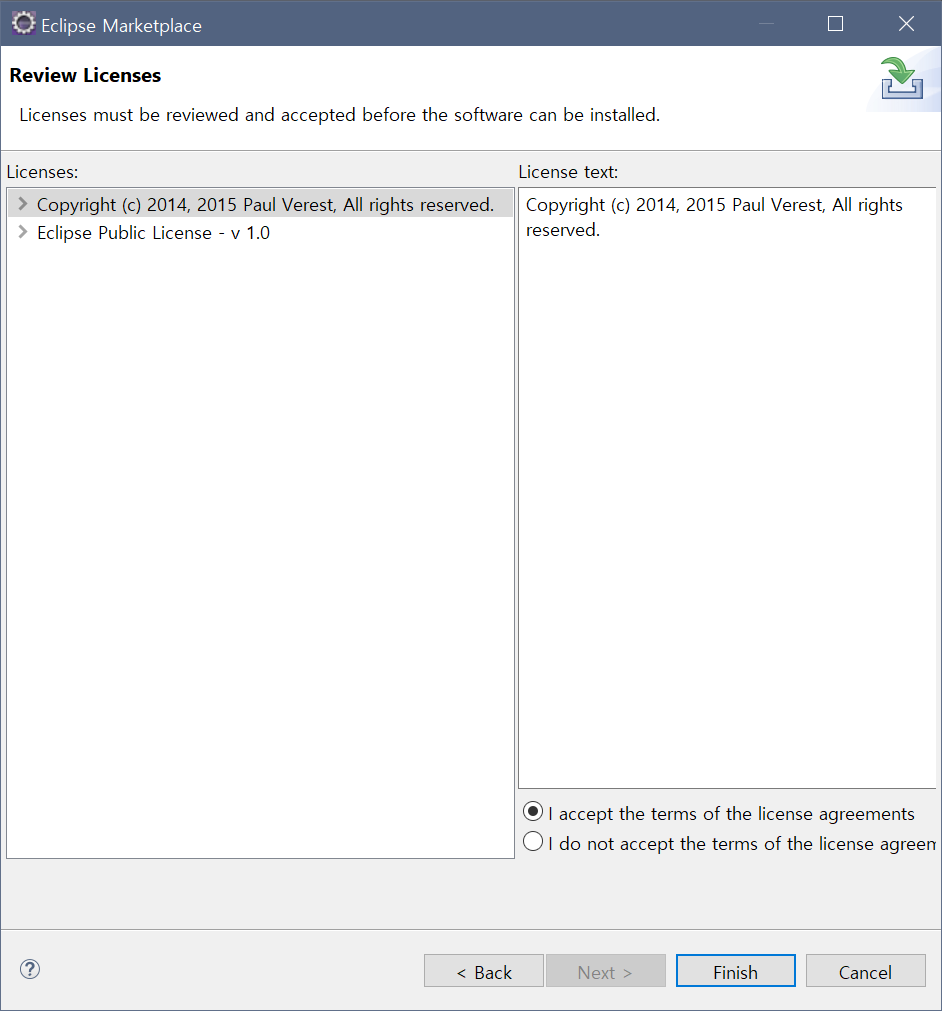 Eclipse Marketplace
Review Licenses
Licenses must be reviewed and accepted before the software can be installed.
Licenses:
Copyright (c) 2014, 2015 Paul Verest, All rights reserved.
Eclipse Public License - v 1.0
License text:
Copyright (c) 2014, 2015 Paul Verest, All rights
reserved.
I accept the terms of the license agreements
I do not accept the terms of the license agreem
?
< Back
Next >
Finish
Cancel